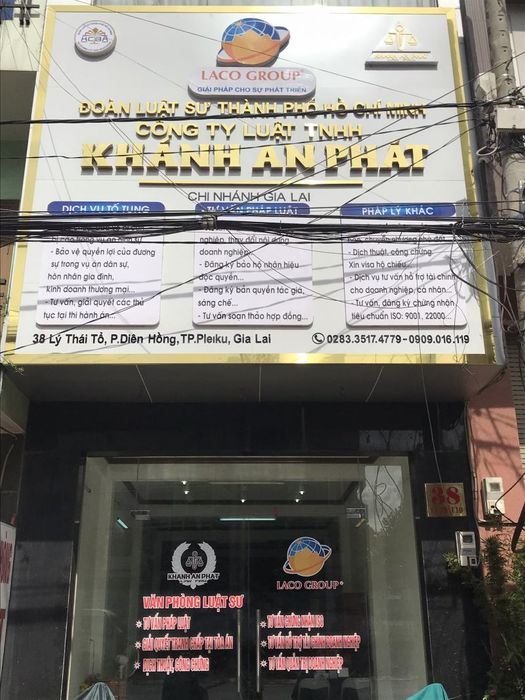 LACO GROUP®
GIẢI PHÁP CHO SỰ PHÁT TRIỂN
ĐOÀN LUẬT SƯ THÀNH PHỐ HỒ CHÍ MINH
CÔNG TY LUẬT TNHH
KHÁNH AN PHÁT
CHI NHÁNH GIA LAI
DỊCH VỤ TỐ TỤNG
- Bảo vệ quyền lợi của đương
sự trong vụ án dân sự,
hôn nhân gia đình,
kinh doanh thương mại...
- Tư vấn, giải quyết các thủ
tục tại thi hành án...
TƯ VẤN PHÁP LUẬT
nghiệp, thay đổi nội dung
doanh nghiệp.
- Đăng ký bảo hộ nhãn hiệu
độc quyền...
- Đăng ký bản quyền tác giả,
sáng chế...
- Tư vấn soạn thảo hợp đồng...
PHÁP LÝ KHÁC
- Dịch thuật, công chứng
Xin visa hộ chiếu...
- Dịch vụ tư vấn hỗ trợ tài chính
cho doanh nghiệp, cá nhân...
- Tư vấn, đăng ký chứng nhận
tiêu chuẩn ISO: 9001, 22000...
38 Lý Thái Tổ, P.Diên Hồng, TP.Pleiku, Gia Lai
0283.3517.4779 - 0909.016.119
38
KHÁNH AN PHÁT
LACO GROUP®
VĂN PHÒNG LUẬT SƯ
TƯ VẤN PHÁP LUẬT
GIẢI QUYẾT TRANH CHẤP TẠI TÒA ÁN
DỊCH THUẬT, CÔNG CHỨNG
TƯ VẤN CHỨNG NHẬN ISO
TƯ VẤN HỖ TRỢ TÀI CHÍNH DOANH NGHIỆP
TƯ VẤN QUẢN TRỊ DOANH NGHIỆP